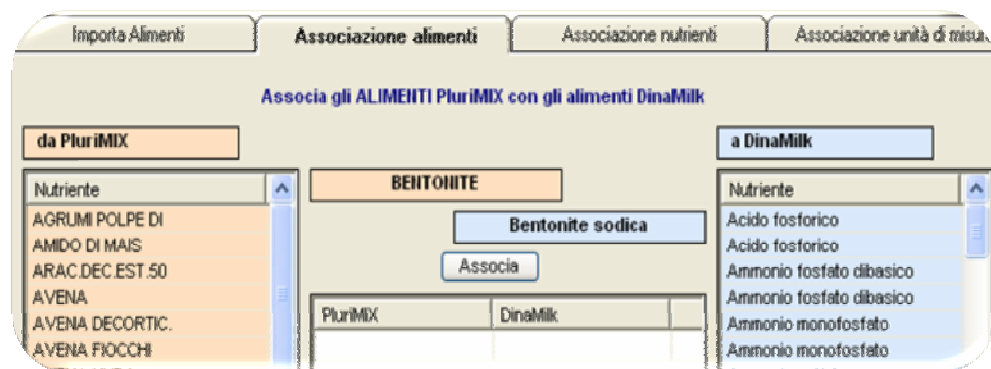 Importa Alimenti
Associazione alimenti
Associazione nutrienti
Associazione unità di misur
Associa gli ALIMENTI PluriMIX con gli alimenti DinaMilk
da PluriMIX
Nutriente
AGRUMI POLPE DI
AMIDO DI MAIS
ARAC.DEC.EST.50
AVENA
AVENA DECORTIC.
AVENA FIOCCHI
BENTONITE
Bentonite sodica
Associa
PluriMIX
DinaMilk
a DinaMilk
Nutriente
Acido fosforico
Acido fosforico
Ammonio fosfato dibasico
Ammonio fosfato dibasico
Ammonio monofosfato
Ammonio monofosfato